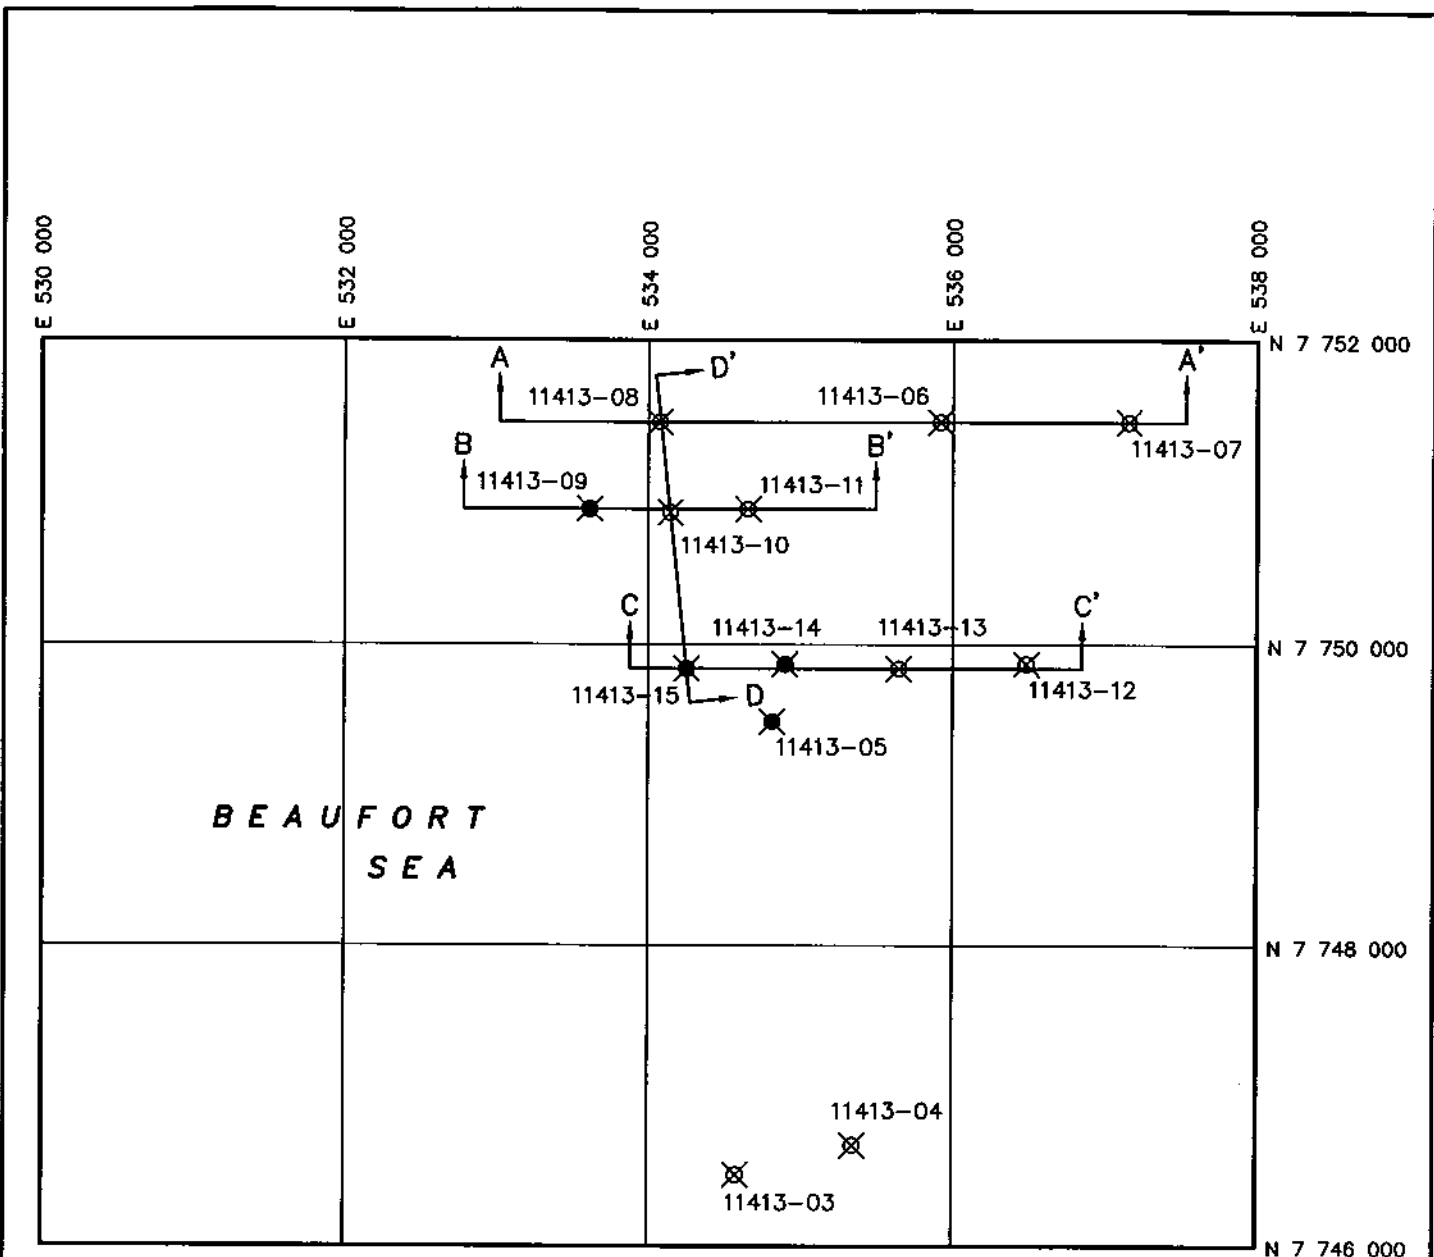 E 530 000
E 532 000
E 534 000
E 536 000
E 538 000
N 7 752 000
A
D'
A'
11413-08
11413-06
11413-07
B
B'
11413-09
11413-11
11413-10
C
C'
11413-14
11413-13
N 7 750 000
11413-15
D
11413-12
11413-05
BEAUFORT
SEA
N 7 748 000
11413-04
11413-03
N 7 746 000